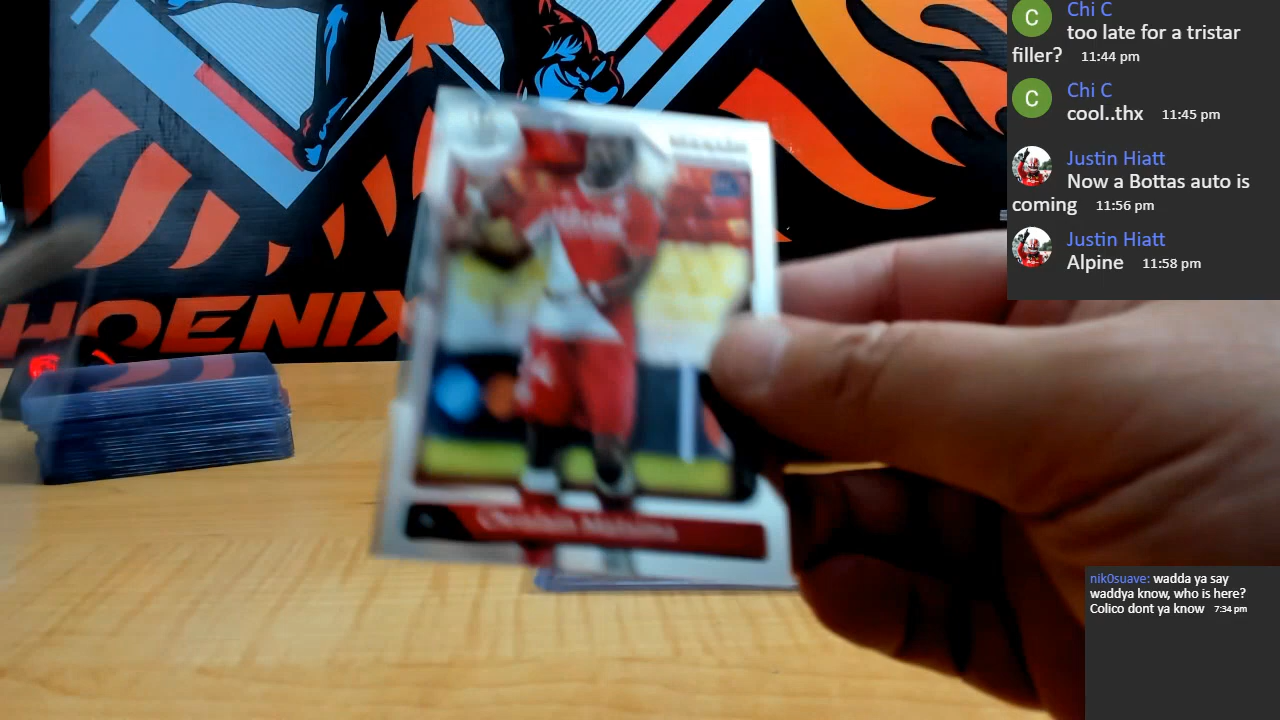 C
Chi C
too late for a tristar
filler? 11:44 pm
C
Chi C
cool..thx 11:45 pm
Justin Hiatt
Now a Bottas auto is
coming 11:56 pm
Justin Hiatt
Alpine 11:58 pm
HOENIX
nik0suave: wadda ya say
waddya know, who is here?
Colico dont ya know 7:34 pm